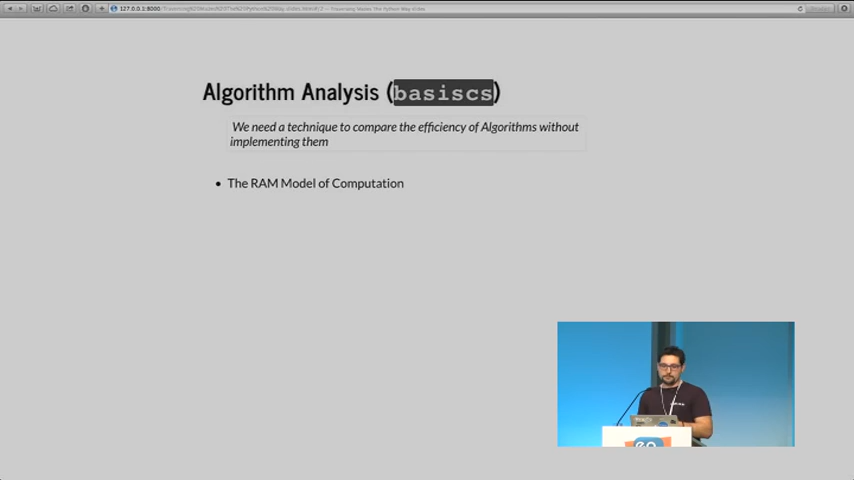 Algorithm Analysis (basiscs)
We need a technique to compare the efficiency of Algorithms without
implementing them
• The RAM Model of Computation